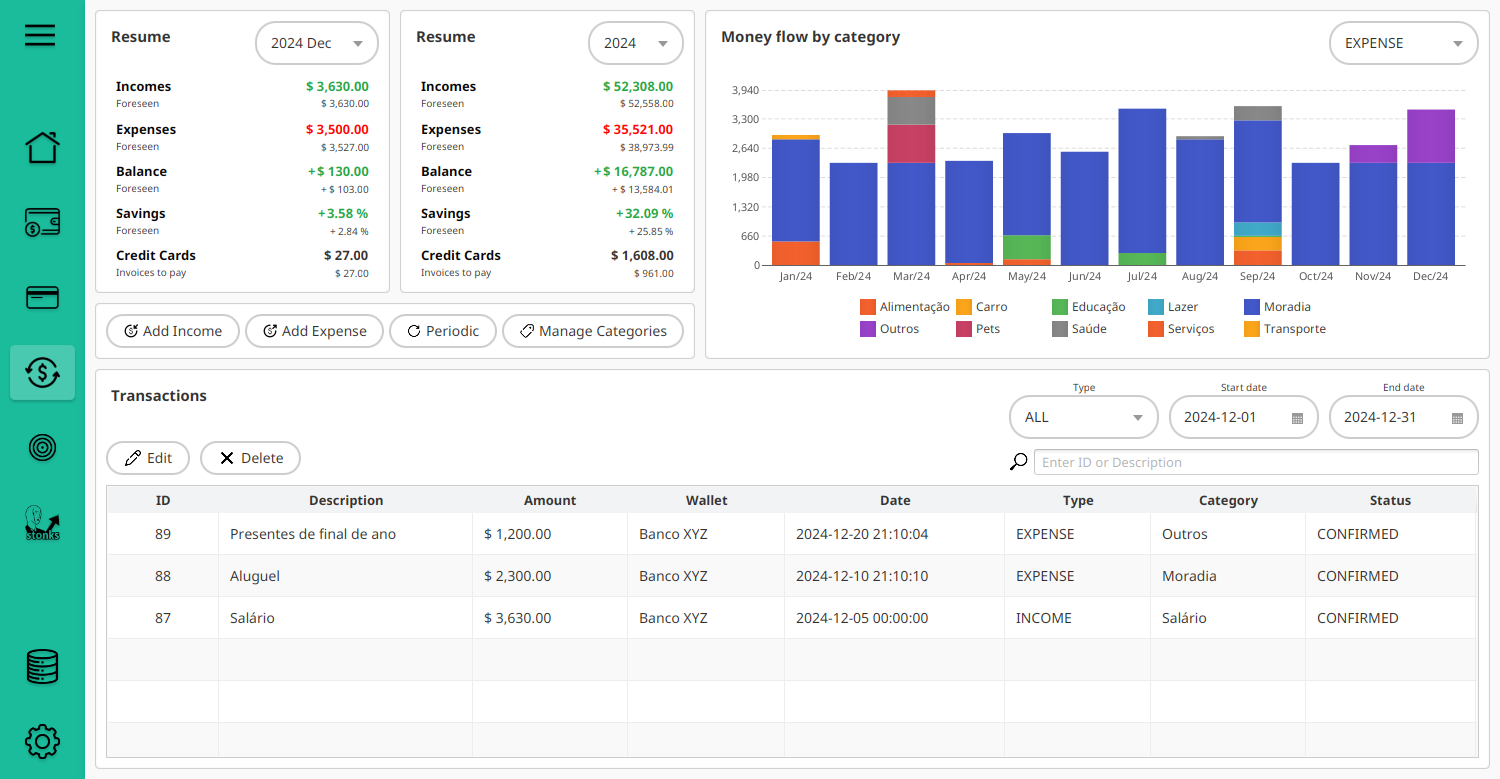 Resume
2024 Dec
Incomes $ 3,630.00
Foreseen $ 3,630.00
Expenses $ 3,500.00
Foreseen $ 3,527.00
Balance +$ 130.00
Foreseen +$ 103.00
Savings +3.58 %
Foreseen +2.84 %
Credit Cards $ 27.00
Invoices to pay $ 27.00
Resume
2024
Incomes $ 52,308.00
Foreseen $ 52,558.00
Expenses $ 35,521.00
Foreseen $ 38,973.99
Balance +$ 16,787.00
Foreseen +$ 13,584.01
Savings +32.09 %
Foreseen +25.85 %
Credit Cards $ 1,608.00
Invoices to pay $ 961.00
Add Income Add Expense Periodic Manage Categories
Money flow by category
EXPENSE
3,940
3,300
2,640
1,980
1,320
660
0
Jan/24 Feb/24 Mar/24 Apr/24 May/24 Jun/24 Jul/24 Aug/24 Sep/24 Oct/24 Nov/24 Dec/24
Alimentação Carro Educação Lazer Moradia
Outros Pets Saúde Serviços Transporte
stonks
Transactions
Type Start date End date
ALL 2024-12-01 2024-12-31
Edit Delete
Enter ID or Description
ID Description Amount Wallet Date Type Category Status
89 Presentes de final de ano $ 1,200.00 Banco XYZ 2024-12-20 21:10:04 EXPENSE Outros CONFIRMED
88 Aluguel $ 2,300.00 Banco XYZ 2024-12-10 21:10:10 EXPENSE Moradia CONFIRMED
87 Salário $ 3,630.00 Banco XYZ 2024-12-05 00:00:00 INCOME Salário CONFIRMED